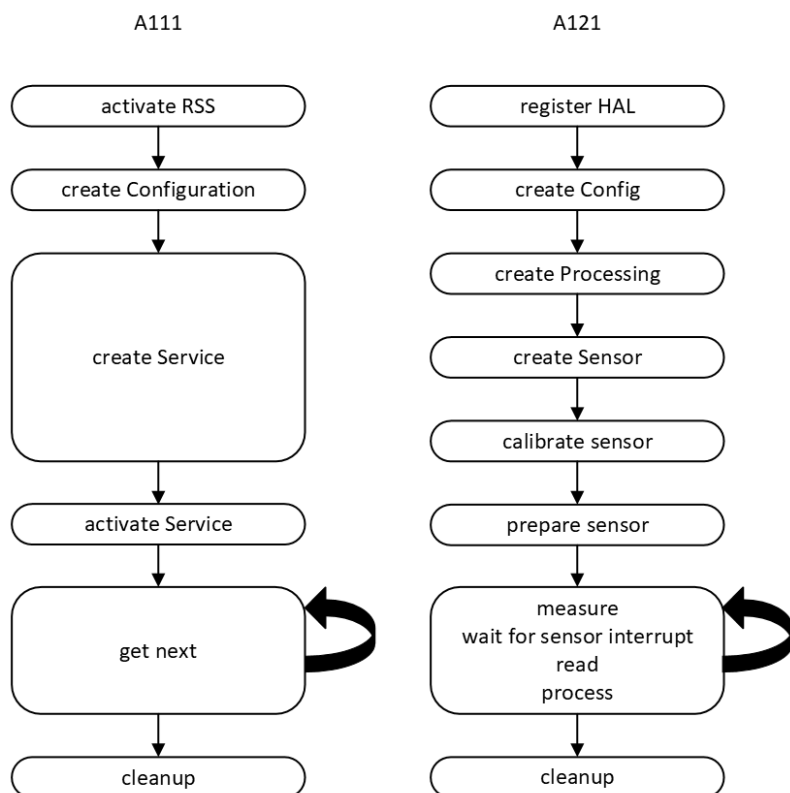 A111
activate RSS
create Configuration
create Service
activate Service
get next
cleanup
A121
register HAL
create Config
create Processing
create Sensor
calibrate sensor
prepare sensor
measure
wait for sensor interrupt
read
process
cleanup